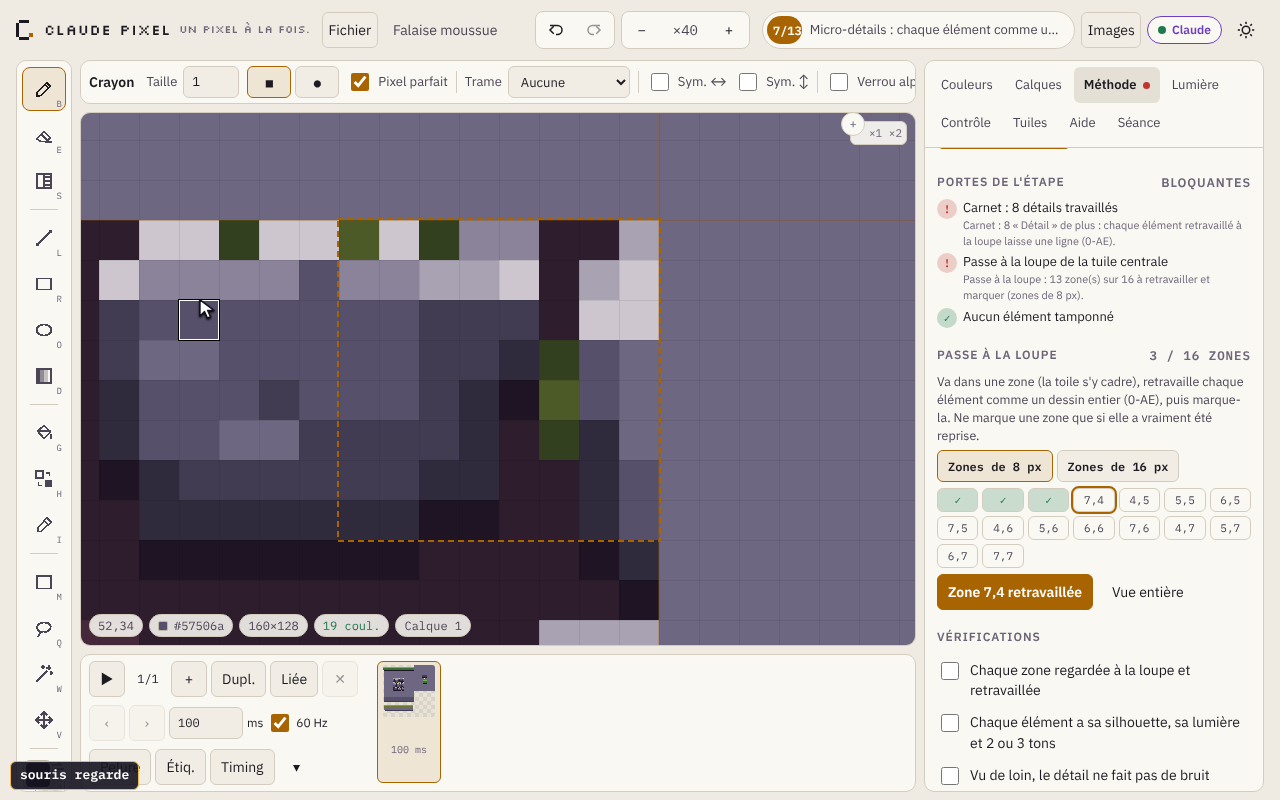 CLAUDE PIXEL UN PIXEL À LA FOIS. Fichier Falaise moussue − ×40 + 7/13 Micro-détails : chaque élément comme u... Images Claude
Crayon Taille 1 Pixel parfait Trame Aucune Sym. ↔ Sym. ↕ Verrou alp
Couleurs Calques Méthode Lumière
Contrôle Tuiles Aide Séance
B
E
S
L
R
O
D
G
H
I
M
Q
W
V
+ ×1 ×2
PORTES DE L'ÉTAPE BLOQUANTES
! Carnet : 8 détails travaillés
Carnet : 8 « Détail » de plus : chaque élément retravaillé à
la loupe laisse une ligne (0-AE).
! Passe à la loupe de la tuile centrale
Passe à la loupe : 13 zone(s) sur 16 à retravailler et
marquer (zones de 8 px).
✓ Aucun élément tamponné
PASSE À LA LOUPE 3 / 16 ZONES
Va dans une zone (la toile s'y cadre), retravaille chaque
élément comme un dessin entier (0-AE), puis marque-
la. Ne marque une zone que si elle a vraiment été
reprise.
Zones de 8 px Zones de 16 px
✓ ✓ ✓ 7,4 4,5 5,5 6,5
7,5 4,6 5,6 6,6 7,6 4,7 5,7
6,7 7,7
Zone 7,4 retravaillée Vue entière
VÉRIFICATIONS
Chaque zone regardée à la loupe et
retravaillée
Chaque élément a sa silhouette, sa lumière
et 2 ou 3 tons
Vu de loin, le détail ne fait pas de bruit
52,34 #57506a 160×128 19 coul. Calque 1
1/1 + Dupl. Liée ×
‹ › 100 ms 60 Hz
Étiq. Timing ▼
100 ms
souris regarde